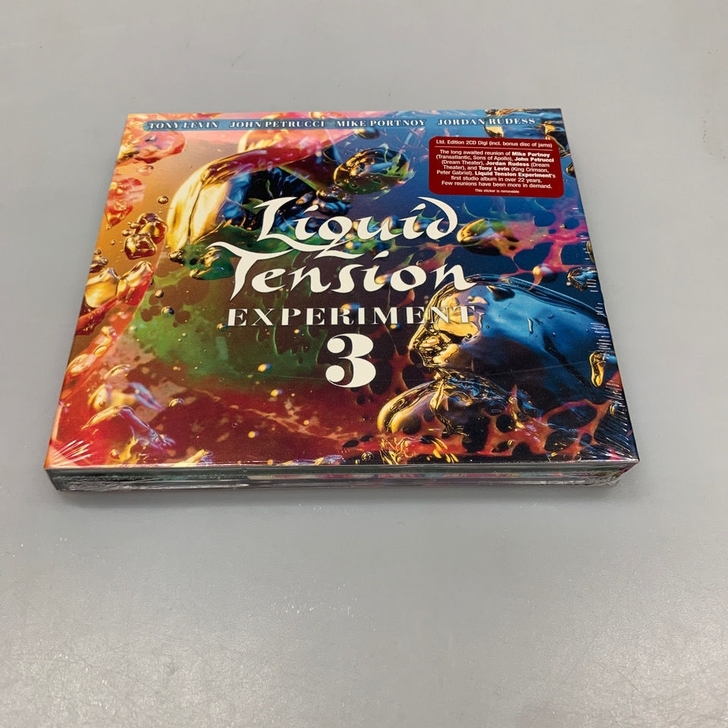 TONY LEVIN JOHN PETRUCCI MIKE PORTNOY JORDAN RUDESS
Ltd. Edition 2CD Digi (incl. bonus disc of jams)
The long awaited reunion of Mike Portnoy
(Transatlantic, Sons of Apollo), John Petrucci
(Dream Theater), Jordan Rudess (Dream
Theater), and Tony Levin (King Crimson,
Peter Gabriel). Liquid Tension Experiment's
first studio album in over 22 years.
Few reunions have been more in demand.
This sticker is removable
Liquid
Tension
EXPERIMENT
3